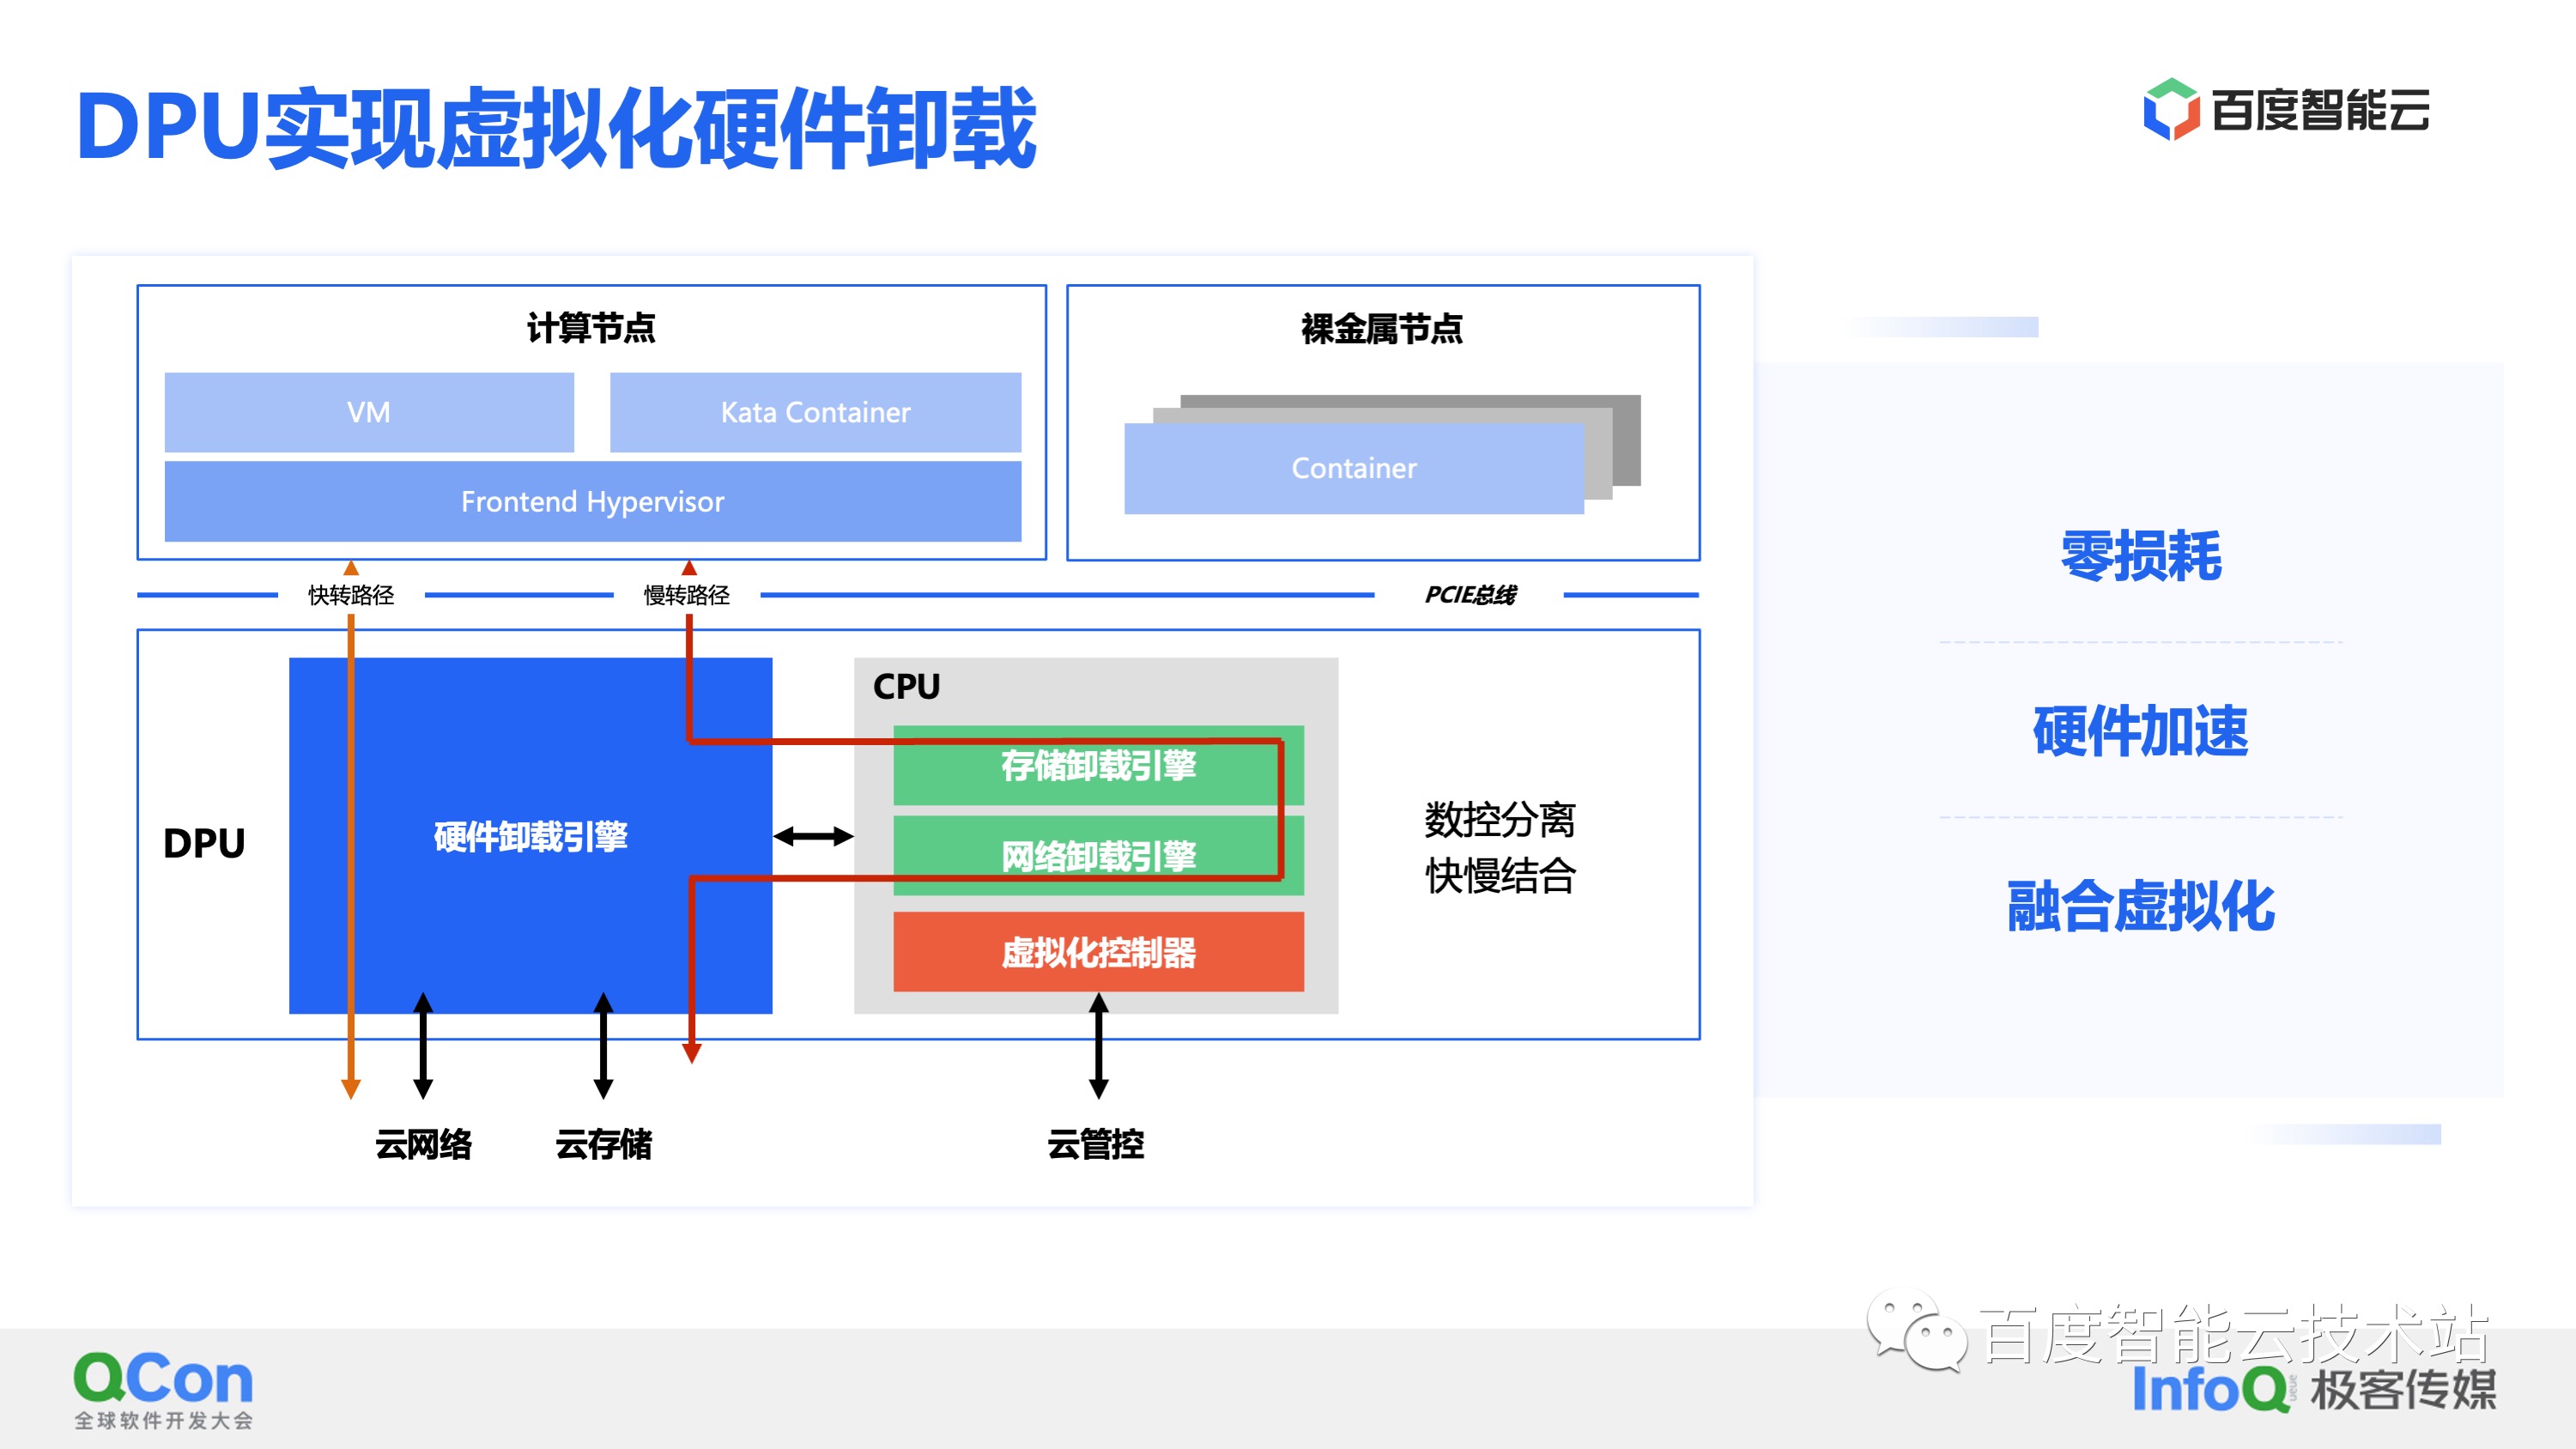 DPU实现虚拟化硬件卸载
百度智能云
计算节点
VM
Kata Container
Frontend Hypervisor
裸金属节点
Container
快转路径
慢转路径
PCIE总线
DPU
硬件卸载引擎
CPU
存储卸载引擎
网络卸载引擎
虚拟化控制器
数控分离
快慢结合
云网络
云存储
云管控
零损耗
硬件加速
融合虚拟化
QCon
全球软件开发大会
百度智能云技术站
InfoQ ueue 极客传媒